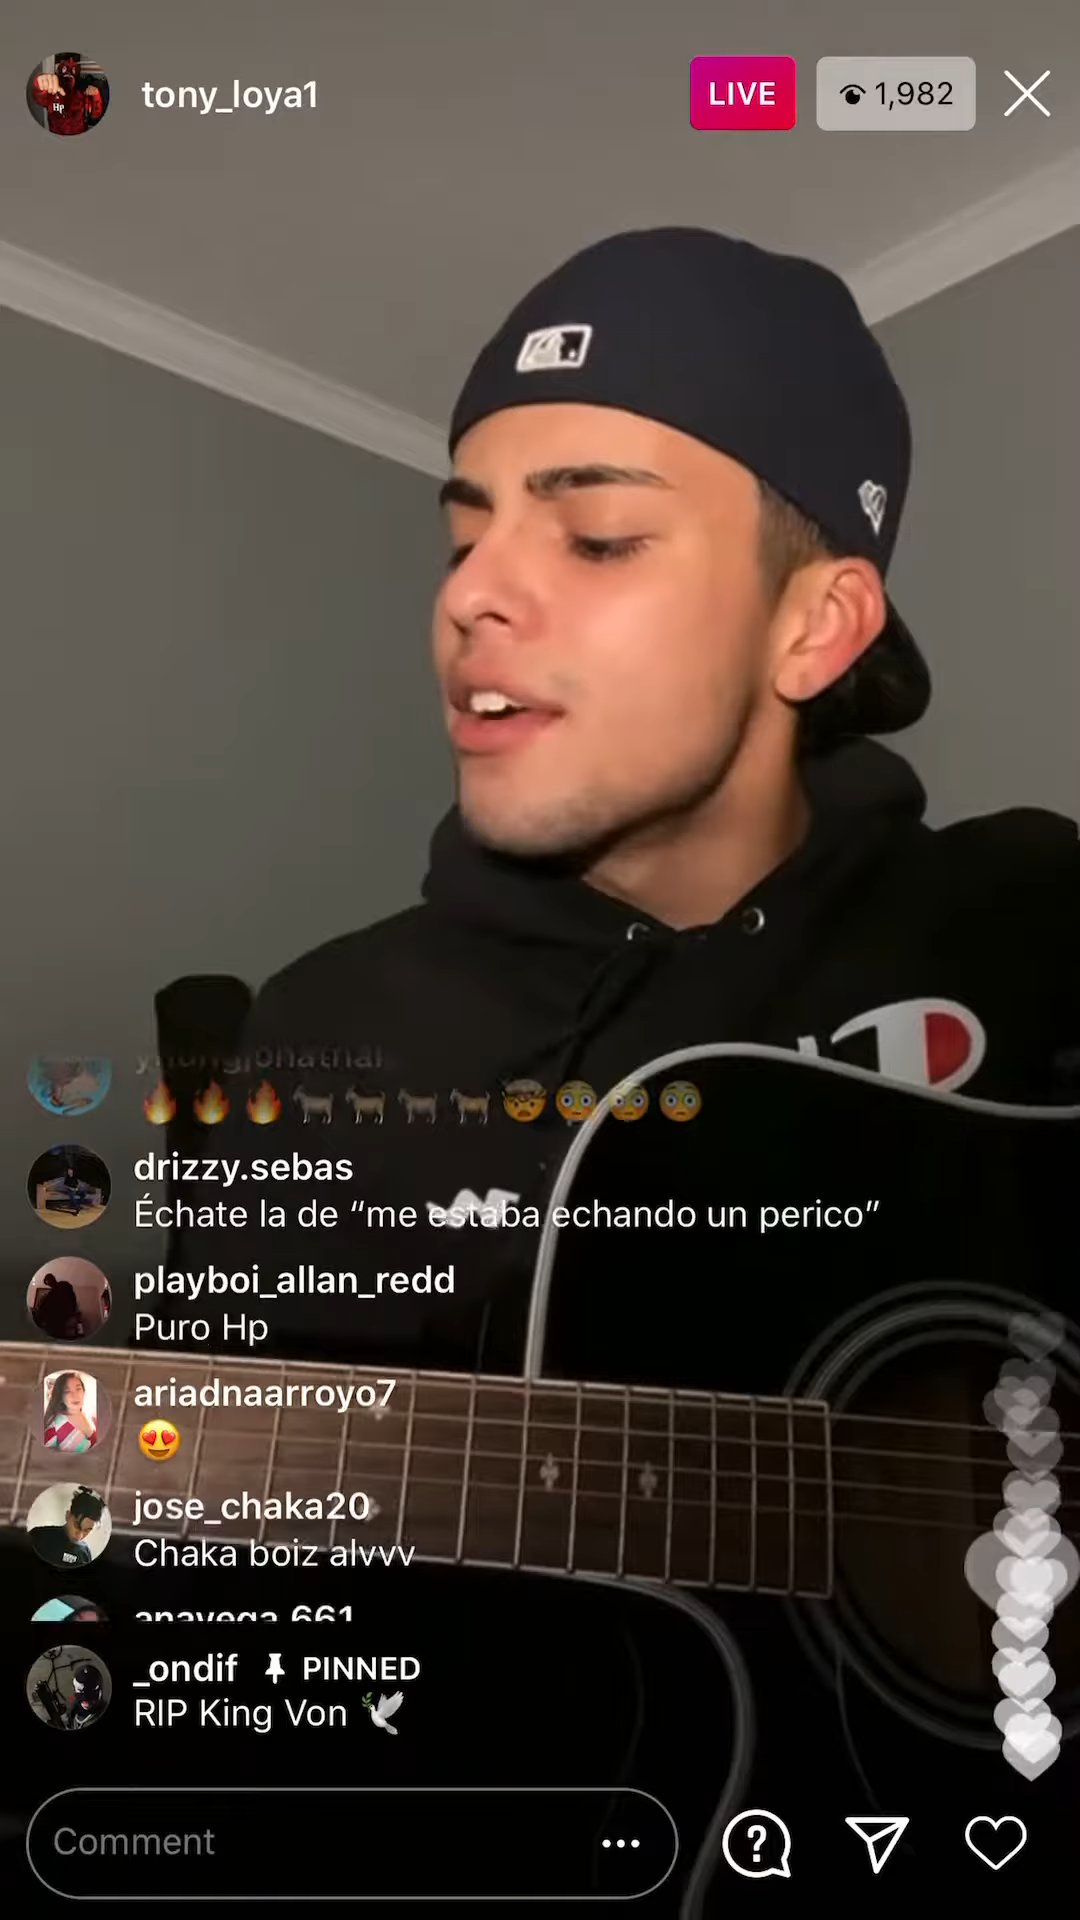 tony_loya1
LIVE
1,982
🔥🔥🔥🐐🐐🐐🐐🤯😳😳😳
drizzy.sebas
Échate la de “me estaba echando un perico”
playboi_allan_redd
Puro Hp
ariadnaarroyo7
😍
jose_chaka20
Chaka boiz alvvv
_ondif PINNED
RIP King Von 🕊️
Comment